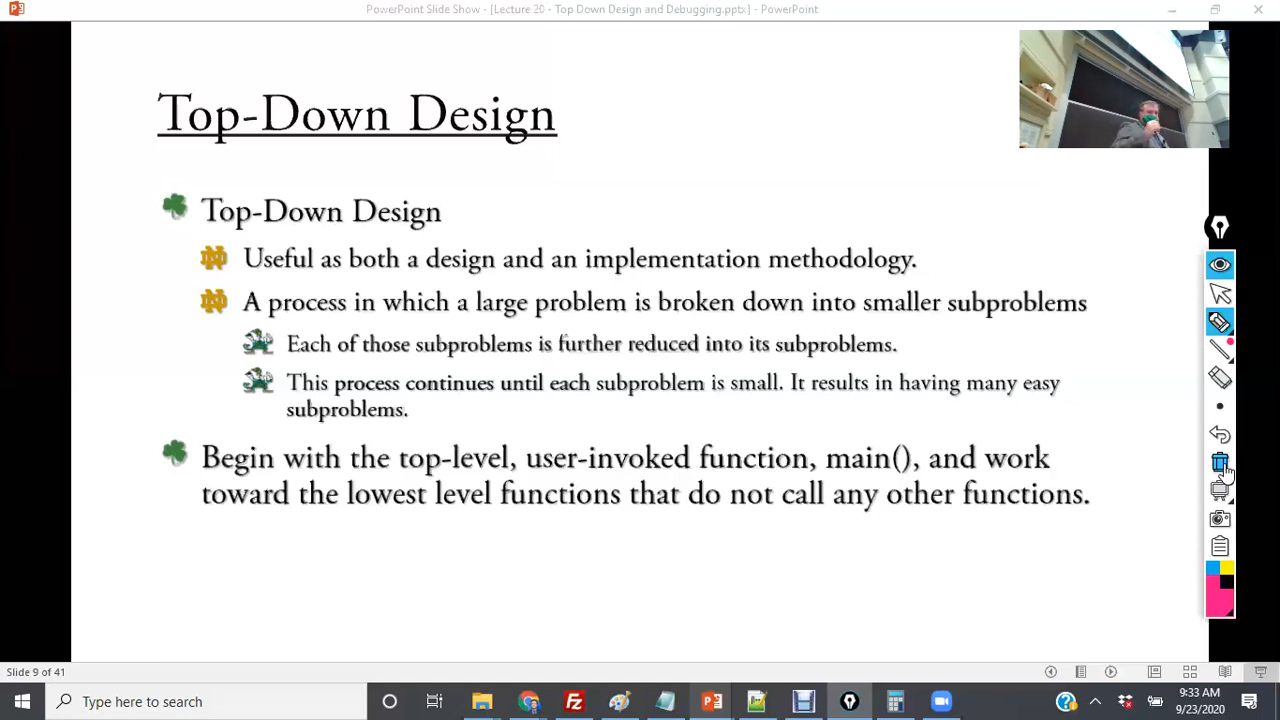 PowerPoint Slide Show - [Lecture 20 - Top Down Design and Debugging.pptx] - PowerPoint
Top-Down Design
Top-Down Design
Useful as both a design and an implementation methodology.
A process in which a large problem is broken down into smaller subproblems
Each of those subproblems is further reduced into its subproblems.
This process continues until each subproblem is small. It results in having many easy
subproblems.
Begin with the top-level, user-invoked function, main(), and work
toward the lowest level functions that do not call any other functions.
Slide 9 of 41
Type here to search
9:33 AM
9/23/2020